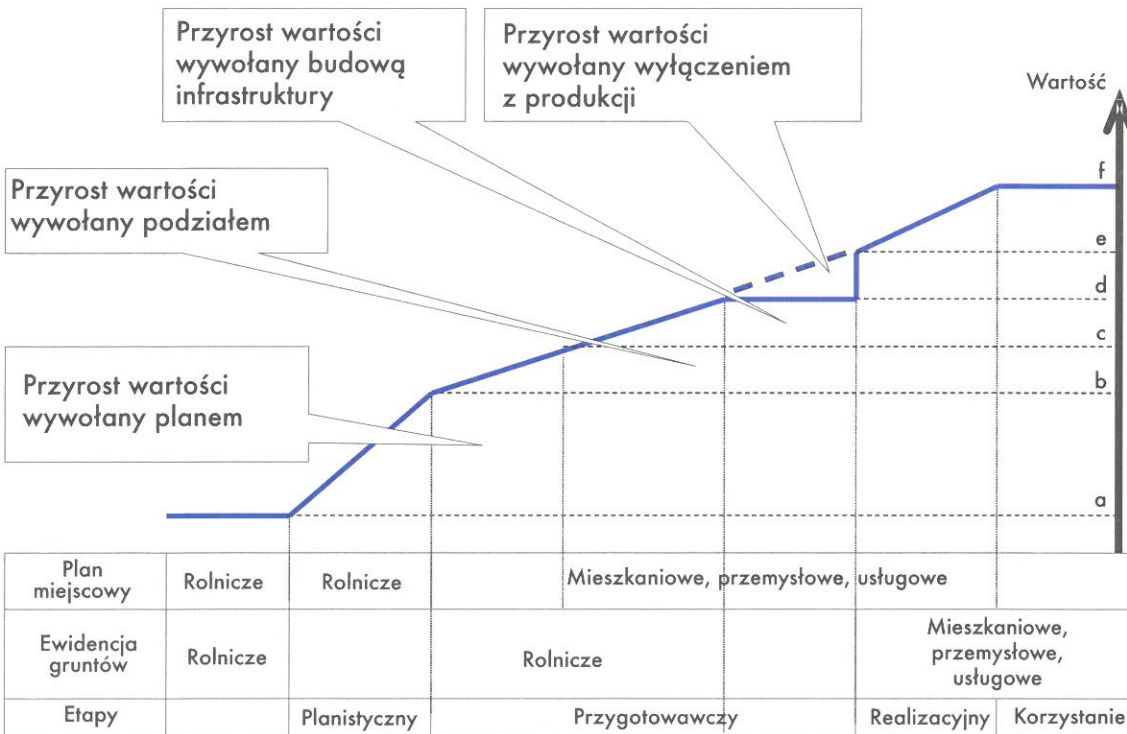 Przyrost wartości
wywołany budową
infrastruktury
Przyrost wartości
wywołany wyłączeniem
z produkcji
Wartość
Przyrost wartości
wywołany podziałem
Przyrost wartości
wywołany planem
f
e
d
c
b
a
Plan
miejscowy
Rolnicze
Rolnicze
Mieszkaniowe, przemysłowe, usługowe
Ewidencja
gruntów
Rolnicze
Rolnicze
Mieszkaniowe,
przemysłowe,
usługowe
Etapy
Planistyczny
Przygotowawczy
Realizacyjny
Korzystanie